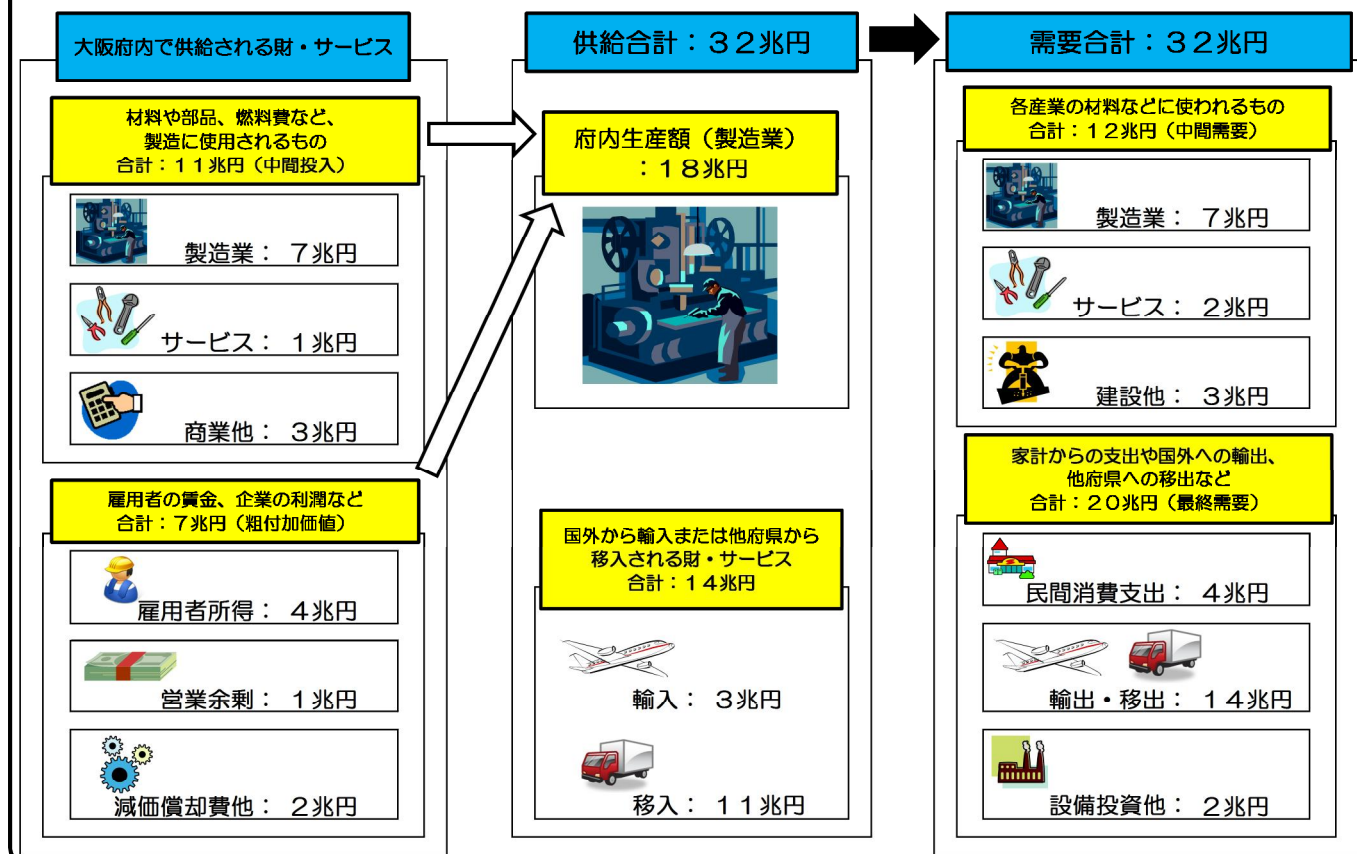 大阪府内で供給される財・サービス
材料や部品、燃料費など、
製造に使用されるもの
合計：１１兆円（中間投入）
製造業： ７兆円
サービス： １兆円
商業他： ３兆円
雇用者の賃金、企業の利潤など
合計：７兆円（粗付加価値）
雇用者所得： ４兆円
営業余剰： １兆円
減価償却費他： ２兆円
供給合計：３２兆円
府内生産額（製造業）
：１８兆円
国外から輸入または他府県から
移入される財・サービス
合計：１４兆円
輸入： ３兆円
移入： １１兆円
需要合計：３２兆円
各産業の材料などに使われるもの
合計：１２兆円（中間需要）
製造業： ７兆円
サービス： ２兆円
建設他： ３兆円
家計からの支出や国外への輸出、
他府県への移出など
合計：２０兆円（最終需要）
民間消費支出： ４兆円
輸出・移出： １４兆円
設備投資他： ２兆円